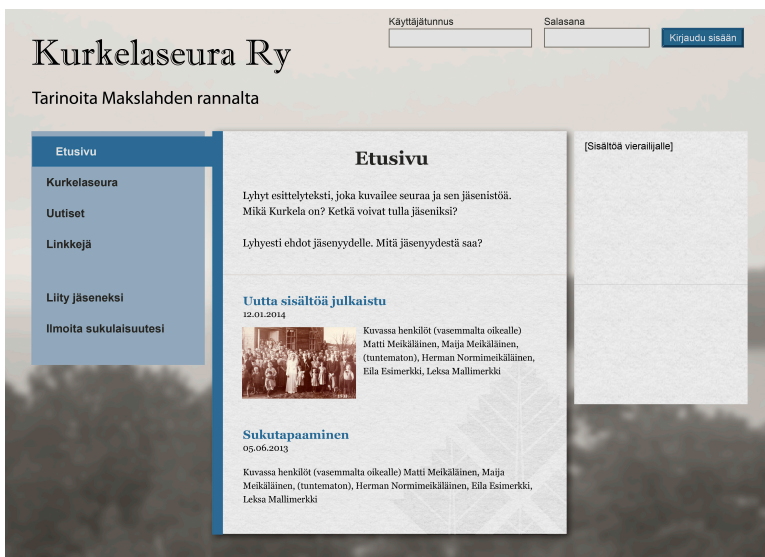 Käyttäjätunnus
Salasana
Kirjaudu sisään
Kurkelaseura Ry
Tarinoita Makslahden rannalta
Etusivu
Kurkelaseura
Uutiset
Linkkejä
Liity jäseneksi
Ilmoita sukulaisuutesi
Etusivu
Lyhyt esittelyteksti, joka kuvailee seuraa ja sen jäsenistöä.
Mikä Kurkela on? Ketkä voivat tulla jäseniksi?
Lyhyesti ehdot jäsenyydelle. Mitä jäsenyydestä saa?
Uutta sisältöä julkaistu
12.01.2014
Kuvassa henkilöt (vasemmalta oikealle)
Matti Meikäläinen, Maija Meikäläinen,
(tuntematon), Herman Normimeikäläinen,
Eila Esimerkki, Leksa Mallimerkki
Sukutapaaminen
05.06.2013
Kuvassa henkilöt (vasemmalta oikealle) Matti Meikäläinen, Maija
Meikäläinen, (tuntematon), Herman Normimeikäläinen, Eila Esimerkki,
Leksa Mallimerkki
[Sisältöä vierailijalle]